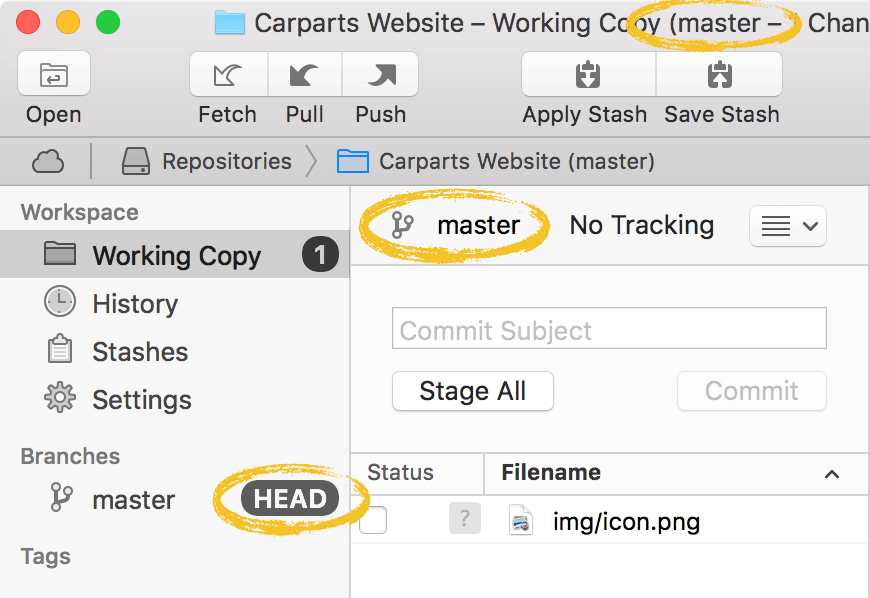 Carparts Website – Working Copy (master – Chan
Open
Fetch
Pull
Push
Apply Stash
Save Stash
Repositories
Carparts Website (master)
Workspace
master
No Tracking
Working Copy
1
History
Commit Subject
Stashes
Stage All
Commit
Settings
Branches
Status
Filename
master
HEAD
?
img/icon.png
Tags